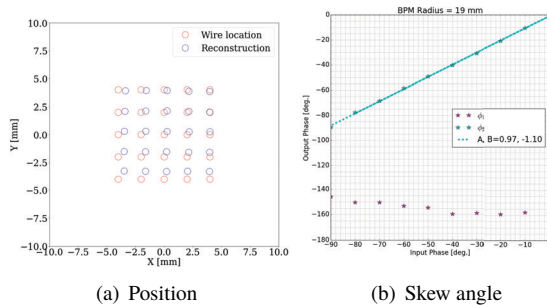 10.0
7.5
5.0
2.5
0.0
−2.5
−5.0
−7.5
−10.0
Y [mm]
Wire location
Reconstruction
−10.0 −7.5 −5.0 −2.5 0.0 2.5 5.0 7.5 10.0
X [mm]
(a) Position
BPM Radius = 19 mm
0
−20
−40
−60
−80
−100
−120
−140
−160
−180
Output Phase [deg.]
ϕ₁
ϕ₂
A, B=0.97, -1.10
−90 −80 −70 −60 −50 −40 −30 −20 −10
Input Phase [deg.]
(b) Skew angle